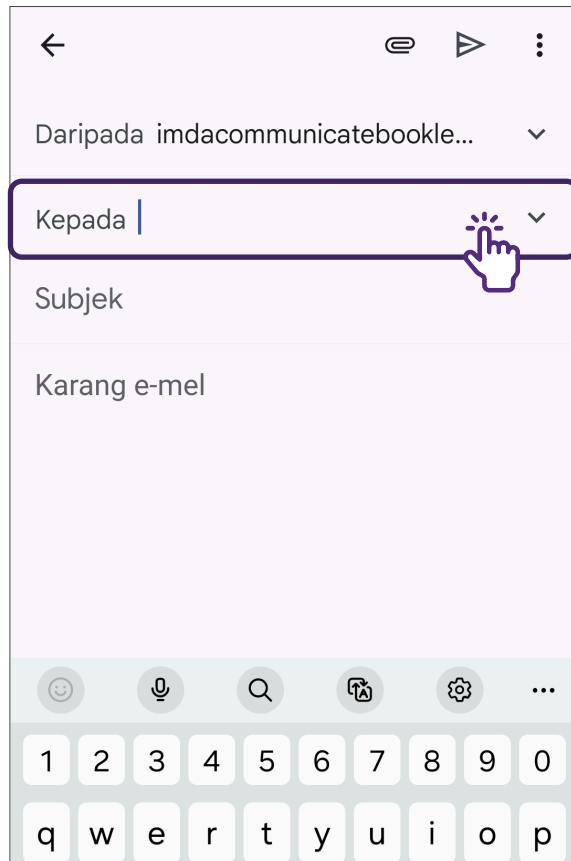 Daripada imdacommunicatebookle...
Kepada
Subjek
Karang e-mel
1 2 3 4 5 6 7 8 9 0
q w e r t y u i o p